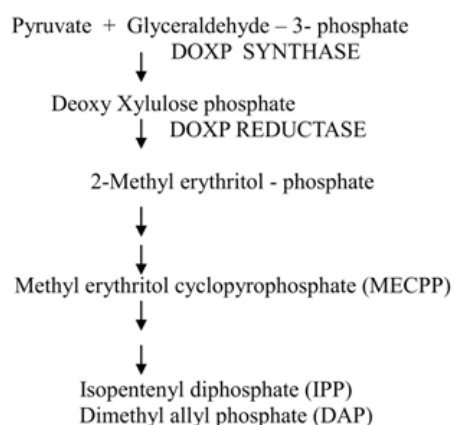 Pyruvate + Glyceraldehyde – 3- phosphate
DOXP SYNTHASE
Deoxy Xylulose phosphate
DOXP REDUCTASE
2-Methyl erythritol - phosphate
Methyl erythritol cyclopyrophosphate (MECPP)
Isopentenyl diphosphate (IPP)
Dimethyl allyl phosphate (DAP)